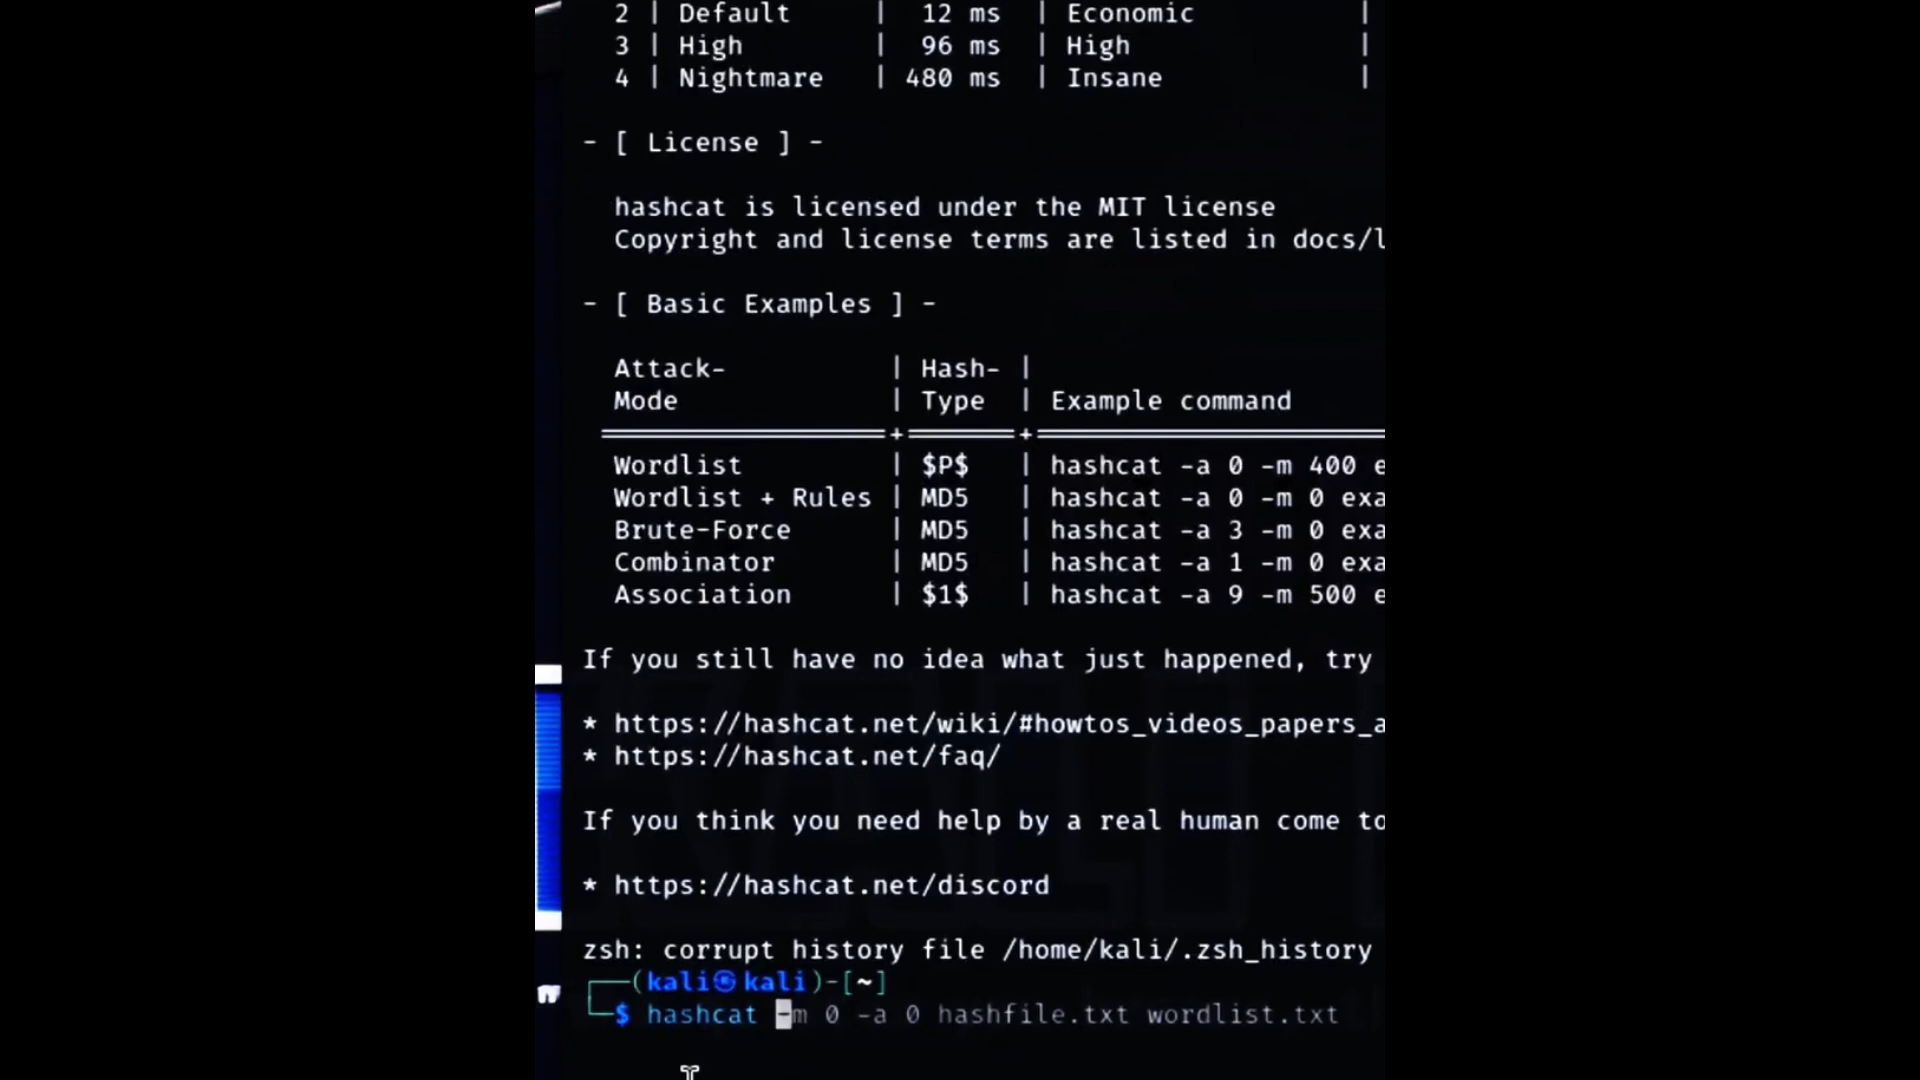 2 | Default | 12 ms | Economic |
3 | High | 96 ms | High |
4 | Nightmare | 480 ms | Insane |
- [ License ] -
hashcat is licensed under the MIT license
Copyright and license terms are listed in docs/l
- [ Basic Examples ] -
Attack- | Hash- |
Mode | Type | Example command
Wordlist | $P$ | hashcat -a 0 -m 400 e
Wordlist + Rules | MD5 | hashcat -a 0 -m 0 exa
Brute-Force | MD5 | hashcat -a 3 -m 0 exa
Combinator | MD5 | hashcat -a 1 -m 0 exa
Association | $1$ | hashcat -a 9 -m 500 e
If you still have no idea what just happened, try
* https://hashcat.net/wiki/#howtos_videos_papers_a
* https://hashcat.net/faq/
If you think you need help by a real human come to
* https://hashcat.net/discord
zsh: corrupt history file /home/kali/.zsh_history
(kali㉿kali)-[~]
$ hashcat -m 0 -a 0 hashfile.txt wordlist.txt